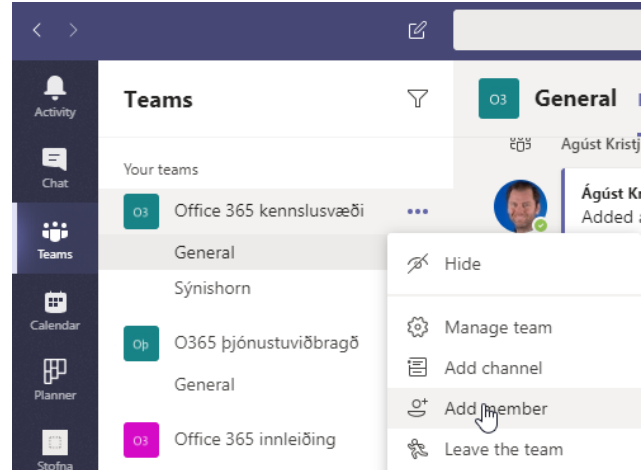 Activity
Chat
Teams
Calendar
Planner
Stofna
Teams
Your teams
O3 Office 365 kennslusvæði
General
Sýnishorn
Oþ O365 þjónustuviðbragð
General
O3 Office 365 innleiðing
O3 General
Agúst Kristj
Ágúst Kr
Added a
Hide
Manage team
Add channel
Add member
Leave the team